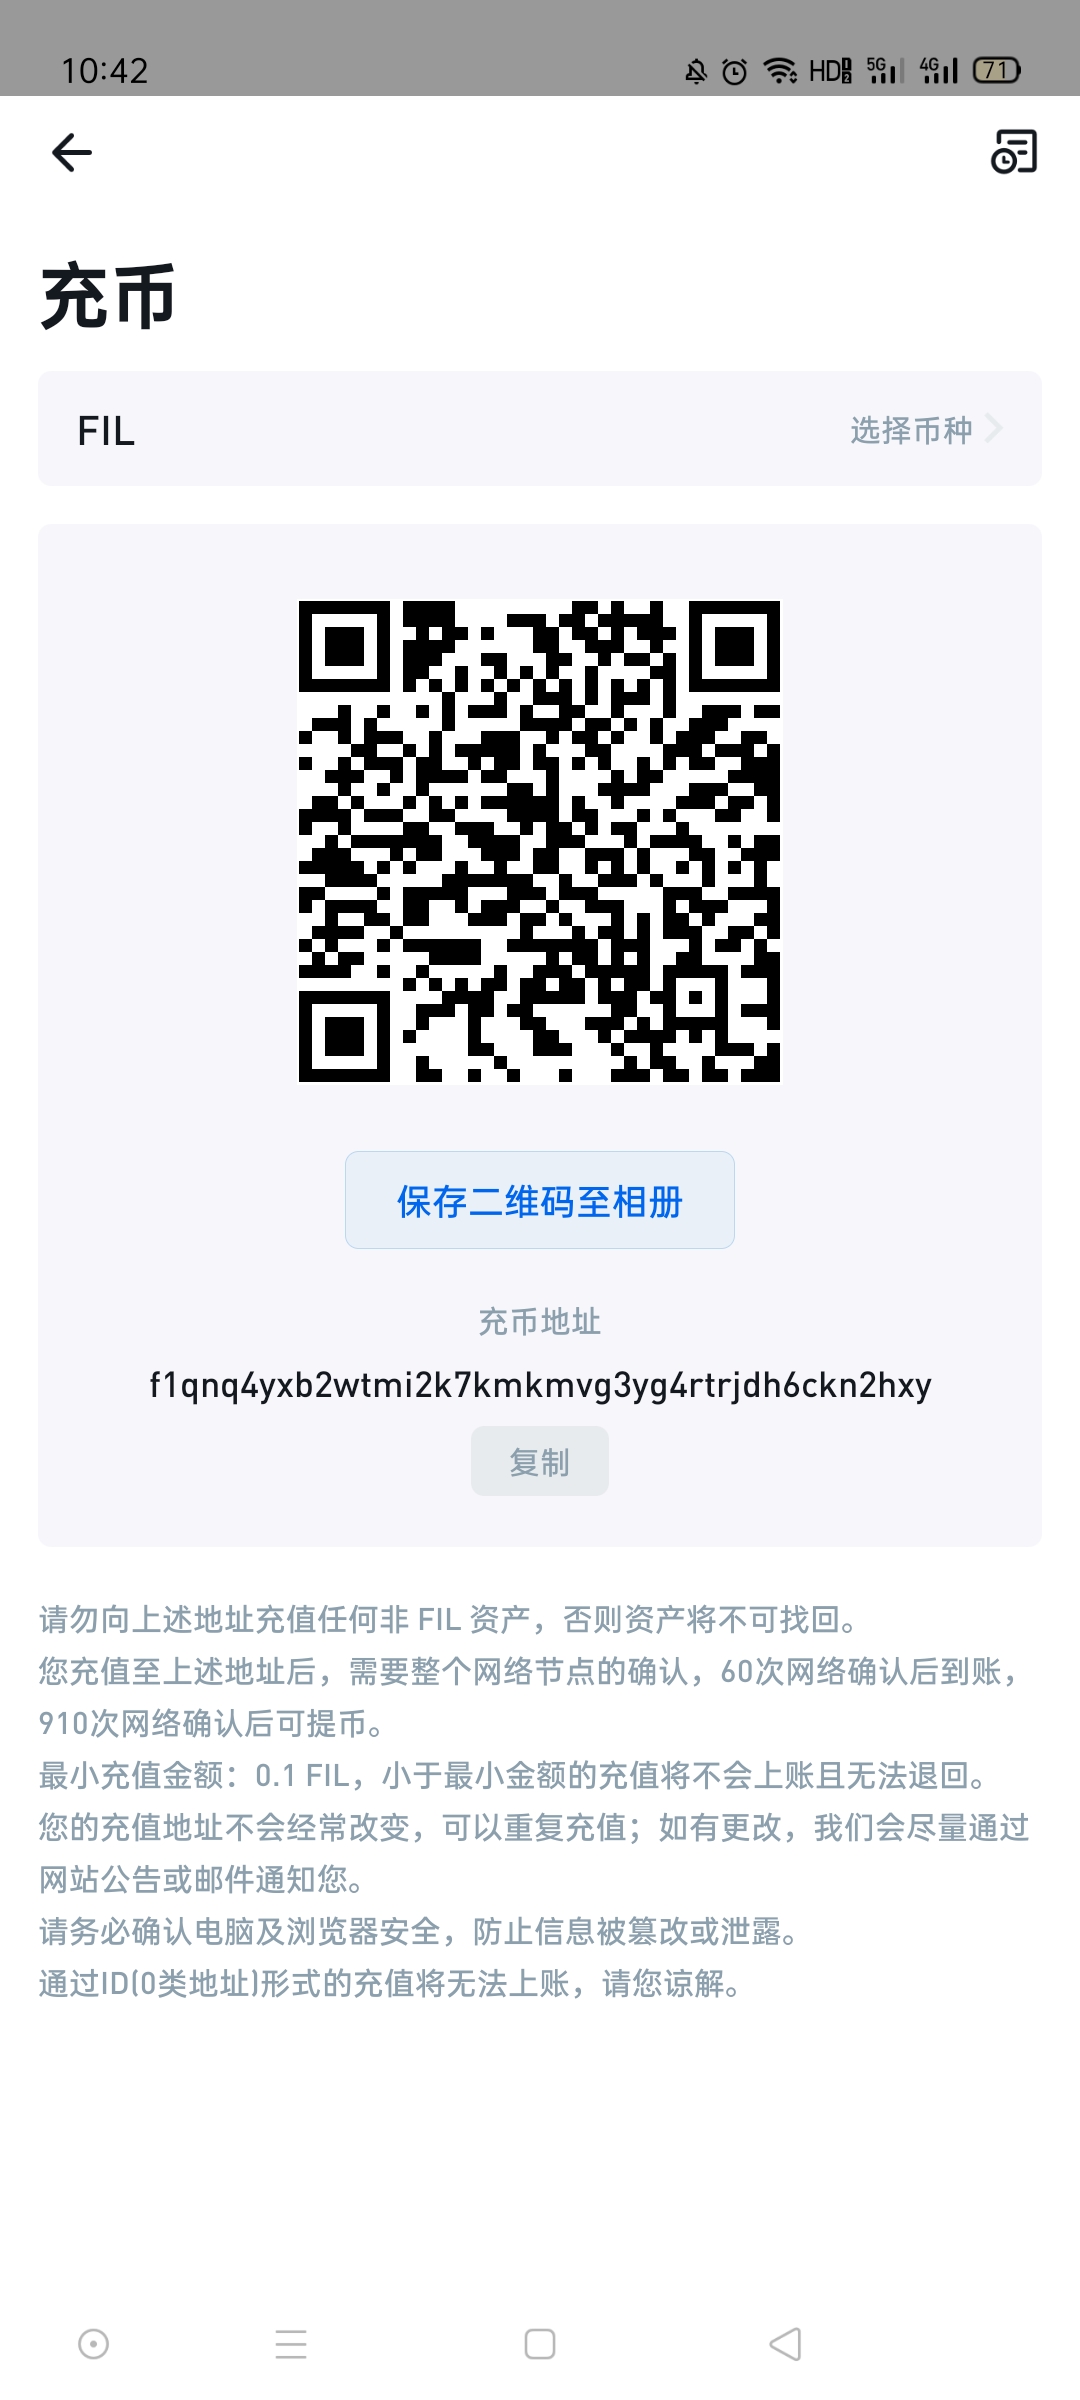 10:42
HD 1 2 5G 4G 71
充币
FIL 选择币种
保存二维码至相册
充币地址
f1qnq4yxb2wtmi2k7kmkmvg3yg4rtrjdh6ckn2hxy
复制
请勿向上述地址充值任何非 FIL 资产，否则资产将不可找回。
您充值至上述地址后，需要整个网络节点的确认，60次网络确认后到账，
910次网络确认后可提币。
最小充值金额：0.1 FIL，小于最小金额的充值将不会上账且无法退回。
您的充值地址不会经常改变，可以重复充值；如有更改，我们会尽量通过
网站公告或邮件通知您。
请务必确认电脑及浏览器安全，防止信息被篡改或泄露。
通过ID(0类地址)形式的充值将无法上账，请您谅解。